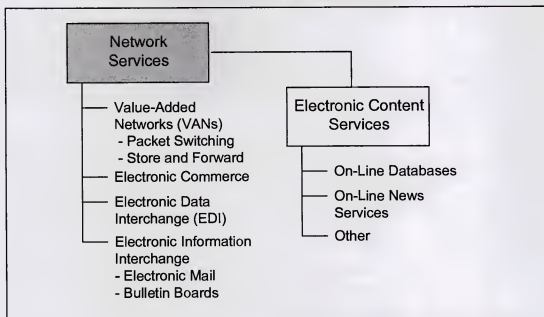 Network
Services
Value-Added
Networks (VANs)
- Packet Switching
- Store and Forward
Electronic Commerce
Electronic Data
Interchange (EDI)
Electronic Information
Interchange
- Electronic Mail
- Bulletin Boards
Electronic Content
Services
On-Line Databases
On-Line News
Services
Other